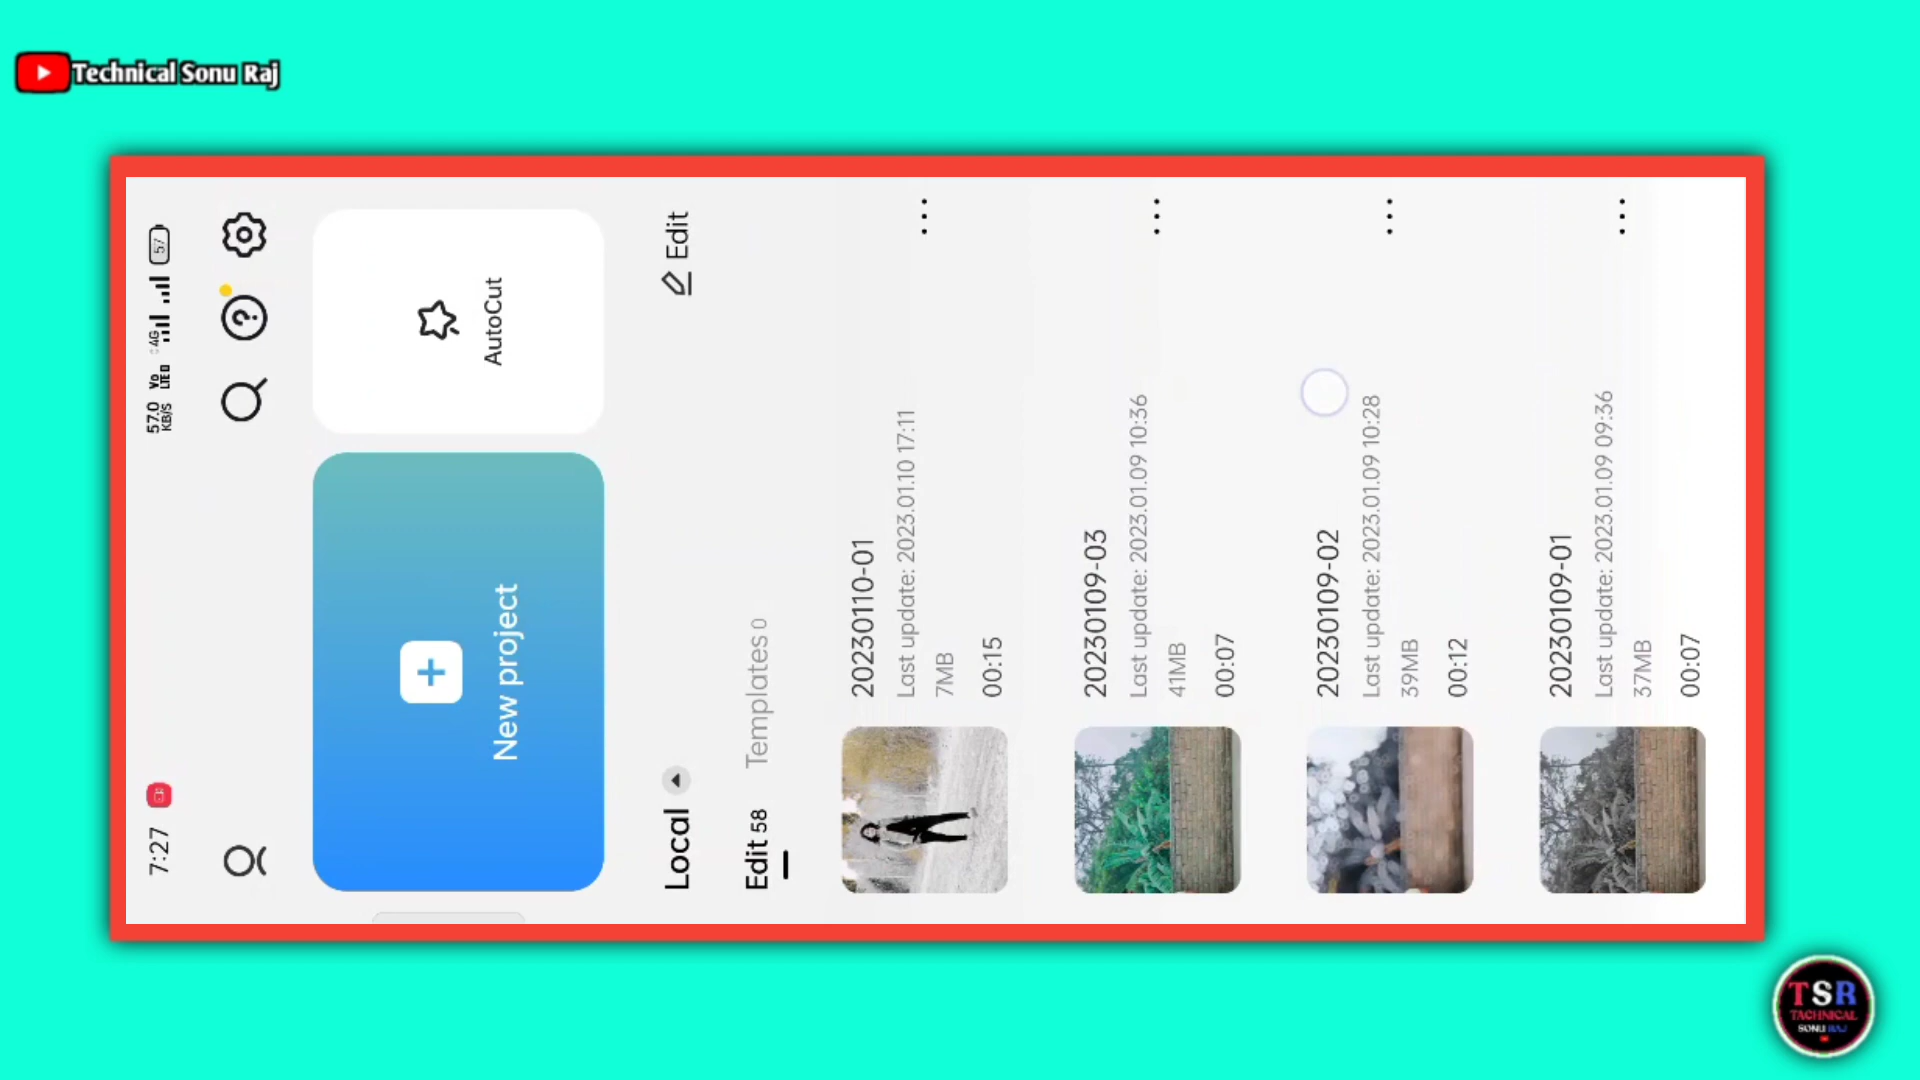 Technical Sonu Raj
7:27
57.0
KB/S
Vo
LTE
4G
57
New project
AutoCut
Local
Edit
Edit 58
Templates 0
20230110-01
Last update: 2023.01.10 17:11
7MB
00:15
20230109-03
Last update: 2023.01.09 10:36
41MB
00:07
20230109-02
Last update: 2023.01.09 10:28
39MB
00:12
20230109-01
Last update: 2023.01.09 09:36
37MB
00:07
TSR
TACHNICAL
SONU RAJ